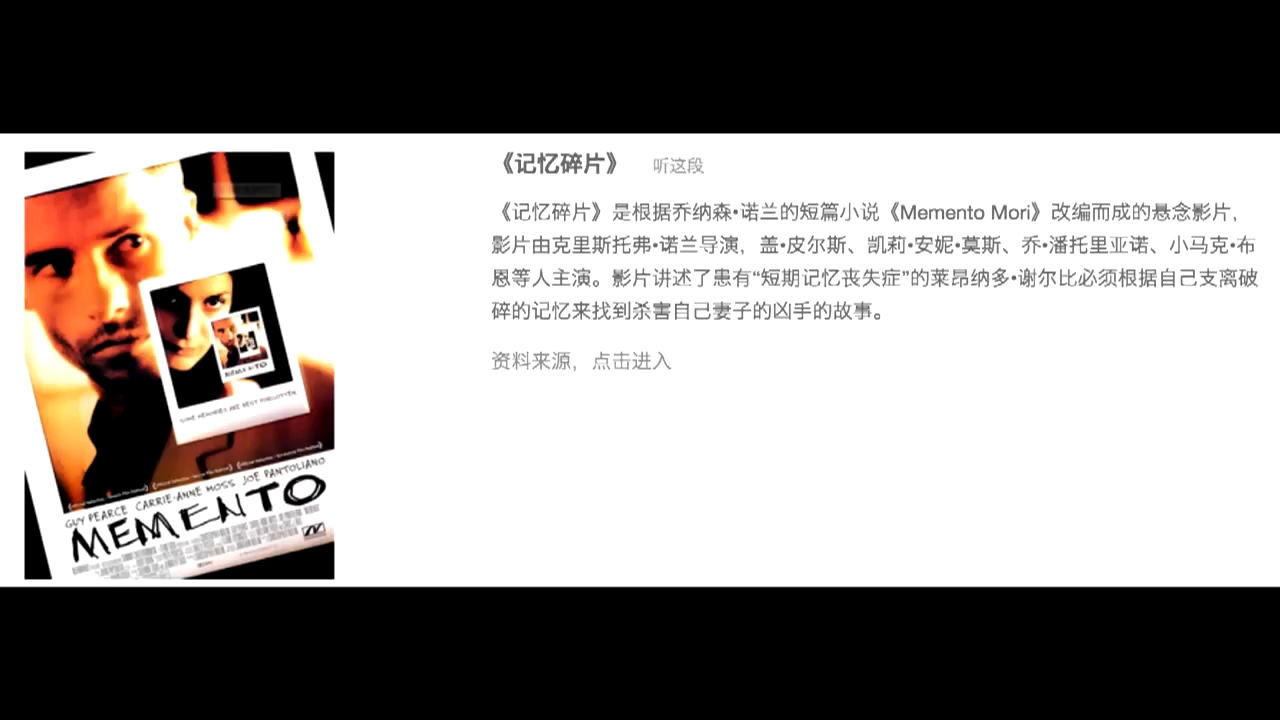 《记忆碎片》 听这段
《记忆碎片》是根据乔纳森•诺兰的短篇小说《Memento Mori》改编而成的悬念影片，
影片由克里斯托弗•诺兰导演，盖•皮尔斯、凯莉•安妮•莫斯、乔•潘托里亚诺、小马克•布
恩等人主演。影片讲述了患有“短期记忆丧失症”的莱昂纳多•谢尔比必须根据自己支离破
碎的记忆来找到杀害自己妻子的凶手的故事。
资料来源，点击进入
MEMENTO
SOME MEMORIES ARE BEST FORGOTTEN
GUY PEARCE CARRIE-ANNE MOSS JOE PANTOLIANO
MEMENTO